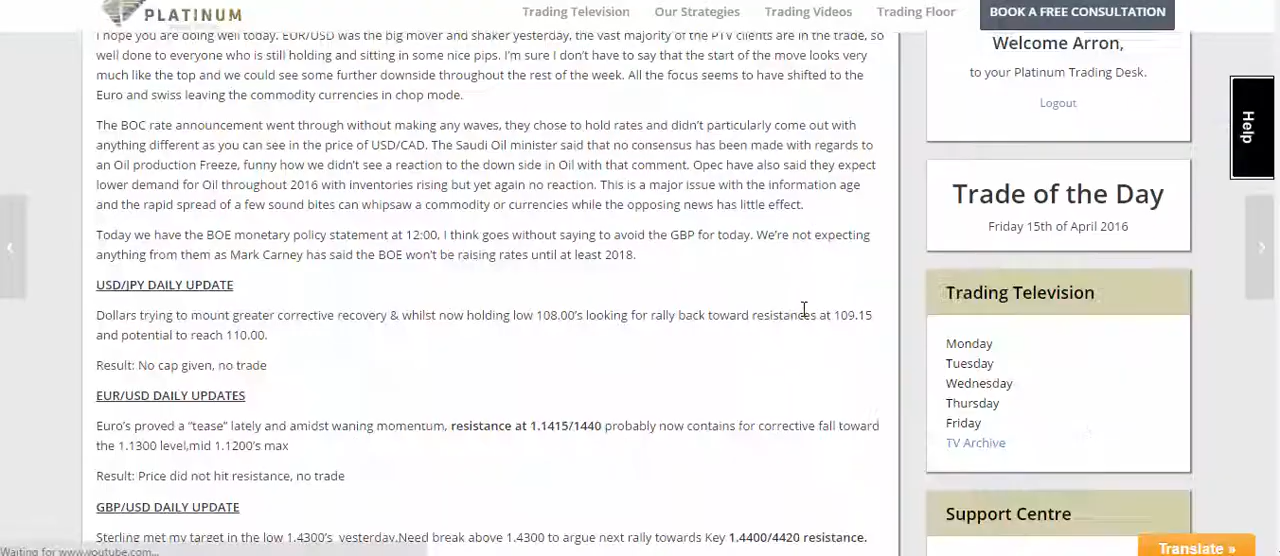 PLATINUM
Trading Television
Our Strategies
Trading Videos
Trading Floor
BOOK A FREE CONSULTATION
I hope you are doing well today. EUR/USD was the big mover and shaker yesterday, the vast majority of the PTV clients are in the trade, so
well done to everyone who is still holding and sitting in some nice pips. I'm sure I don't have to say that the start of the move looks very
much like the top and we could see some further downside throughout the rest of the week. All the focus seems to have shifted to the
Euro and swiss leaving the commodity currencies in chop mode.
The BOC rate announcement went through without making any waves, they chose to hold rates and didn't particularly come out with
anything different as you can see in the price of USD/CAD. The Saudi Oil minister said that no consensus has been made with regards to
an Oil production Freeze, funny how we didn't see a reaction to the down side in Oil with that comment. Opec have also said they expect
lower demand for Oil throughout 2016 with inventories rising but yet again no reaction. This is a major issue with the information age
and the rapid spread of a few sound bites can whipsaw a commodity or currencies while the opposing news has little effect.
Today we have the BOE monetary policy statement at 12:00, I think goes without saying to avoid the GBP for today. We're not expecting
anything from them as Mark Carney has said the BOE won't be raising rates until at least 2018.
USD/JPY DAILY UPDATE
Dollars trying to mount greater corrective recovery & whilst now holding low 108.00's looking for rally back toward resistances at 109.15
and potential to reach 110.00.
Result: No cap given, no trade
EUR/USD DAILY UPDATES
Euro's proved a "tease" lately and amidst waning momentum, resistance at 1.1415/1440 probably now contains for corrective fall toward
the 1.1300 level,mid 1.1200's max
Result: Price did not hit resistance, no trade
GBP/USD DAILY UPDATE
Sterling met my target in the low 1.4300's yesterday.Need break above 1.4300 to argue next rally towards Key 1.4400/4420 resistance.
Welcome Arron,
to your Platinum Trading Desk.
Logout
Trade of the Day
Friday 15th of April 2016
Trading Television
Monday
Tuesday
Wednesday
Thursday
Friday
TV Archive
Support Centre
Help
Translate »
Waiting for www.youtube.com...